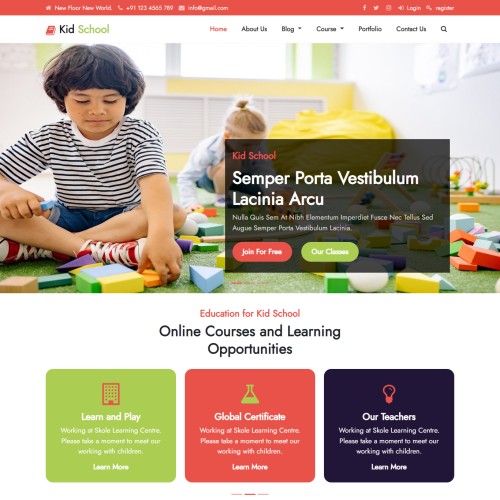 New Floor New World. +91 123 4565 789 info@gmail.com Login register
Kid School Home About Us Blog Course Portfolio Contact Us
Kid School
Semper Porta Vestibulum
Lacinia Arcu
Nulla Quis Sem At Nibh Elementum Imperdiet Fusce Nec Tellus Sed
Augue Semper Porta Vestibulum Lacinia.
Join For Free Our Classes
Education for Kid School
Online Courses and Learning
Opportunities
Learn and Play
Working at Skole Learning Centre.
Please take a moment to meet our
working with children.
Learn More
Global Certificate
Working at Skole Learning Centre.
Please take a moment to meet our
working with children.
Learn More
Our Teachers
Working at Skole Learning Centre.
Please take a moment to meet our
working with children.
Learn More